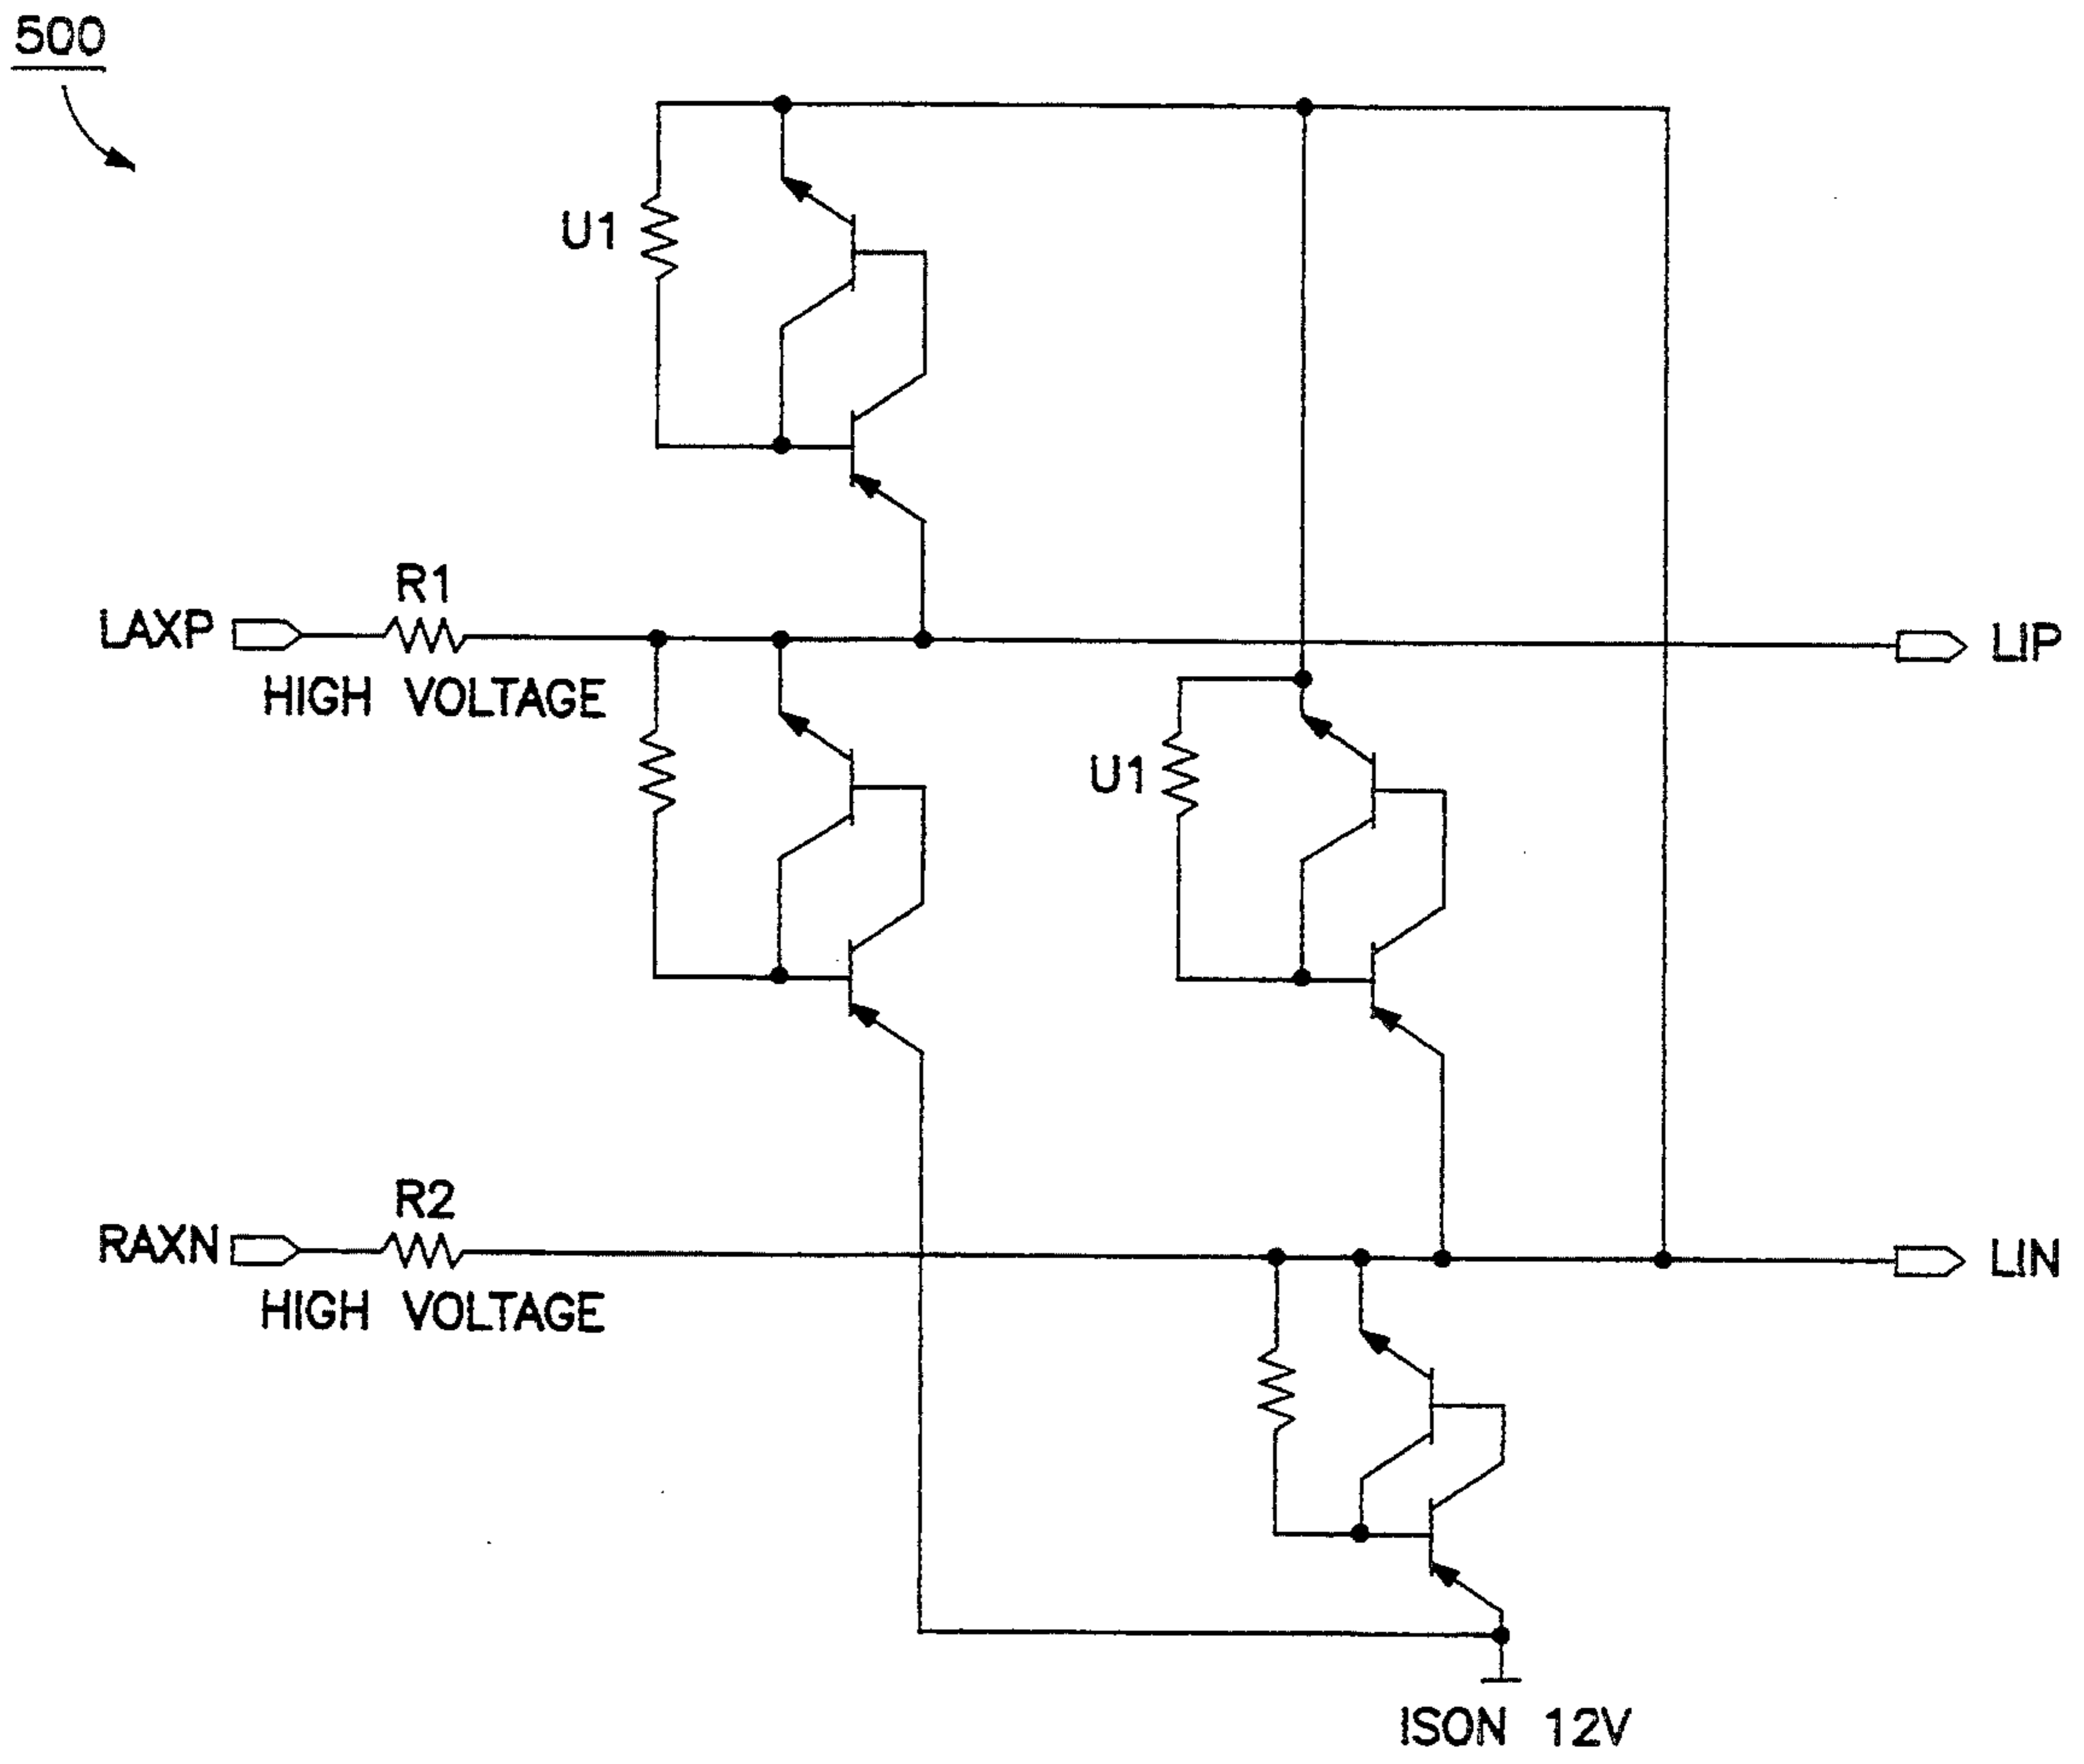 500
U1
R1
LAXP
LIP
HIGH VOLTAGE
U1
R2
RAXN
LIN
HIGH VOLTAGE
ISON 12V